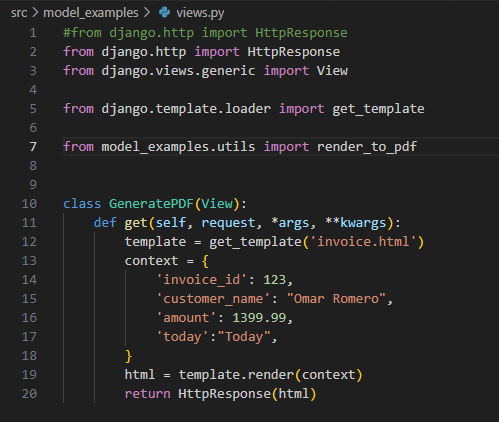 src > model_examples > views.py
1 #from django.http import HttpResponse
2 from django.http import HttpResponse
3 from django.views.generic import View
4
5 from django.template.loader import get_template
6
7 from model_examples.utils import render_to_pdf
8
9
10 class GeneratePDF(View):
11     def get(self, request, *args, **kwargs):
12         template = get_template('invoice.html')
13         context = {
14             'invoice_id': 123,
15             'customer_name': "Omar Romero",
16             'amount': 1399.99,
17             'today':"Today",
18         }
19         html = template.render(context)
20         return HttpResponse(html)